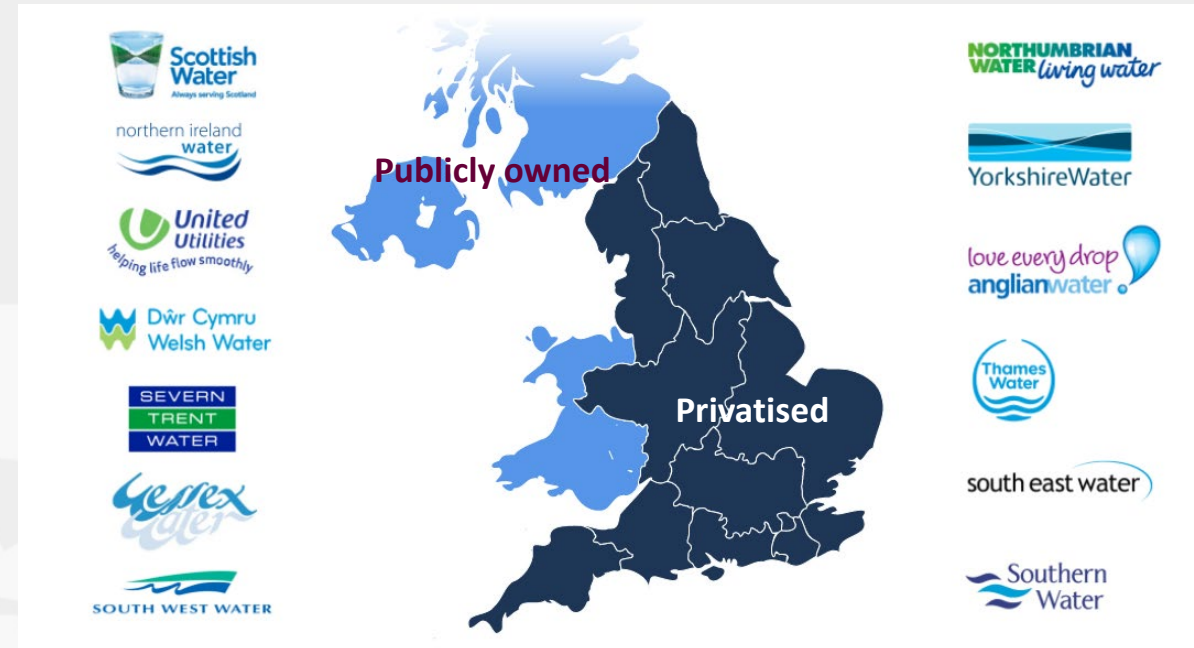 Scottish
Water
Always serving Scotland
northern ireland
water
United
Utilities
helping life flow smoothly
Dŵr Cymru
Welsh Water
SEVERN
TRENT
WATER
Wessex
Water
SOUTH WEST WATER
Publicly owned
Privatised
NORTHUMBRIAN
WATER living water
YorkshireWater
love every drop
anglianwater
Thames
Water
south east water
Southern
Water